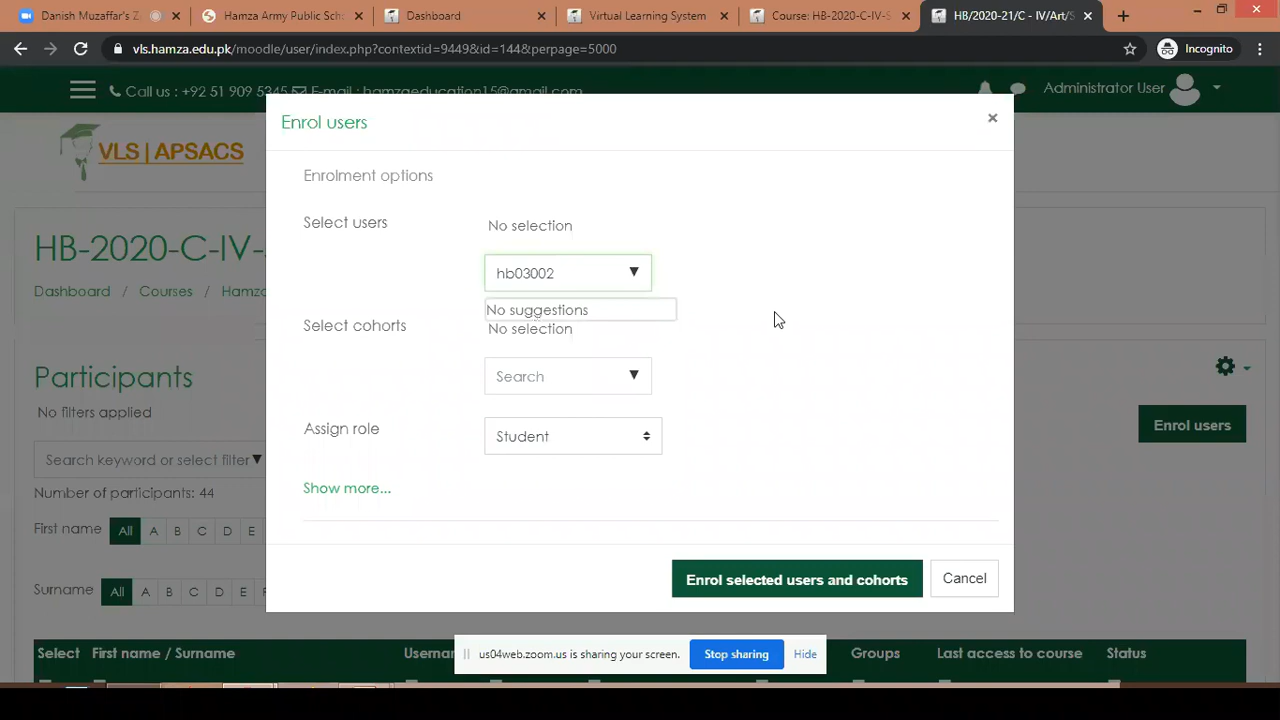 Danish Muzaffar's Z
Hamza Army Public Sch
Dashboard
Virtual Learning System
Course: HB-2020-C-IV-S
HB/2020-21/C - IV/Art/S
vls.hamza.edu.pk/moodle/user/index.php?contextid=9449&id=144&perpage=5000
Incognito
Call us : +92 51 909 5345 E-mail : hamzaeducation15@gmail.com
Administrator User
VLS | APSACS
Enrol users
×
Enrolment options
Select users
No selection
hb03002
No suggestions
Select cohorts
No selection
Search
Assign role
Student
Show more...
Enrol selected users and cohorts
Cancel
HB-2020-C-IV-
Dashboard / Courses / Hamza
Participants
No filters applied
Enrol users
Search keyword or select filter
Number of participants: 44
First name All A B C D E
Surname All A B C D E F
Select First name / Surname
Groups Last access to course Status
us04web.zoom.us is sharing your screen. Stop sharing Hide